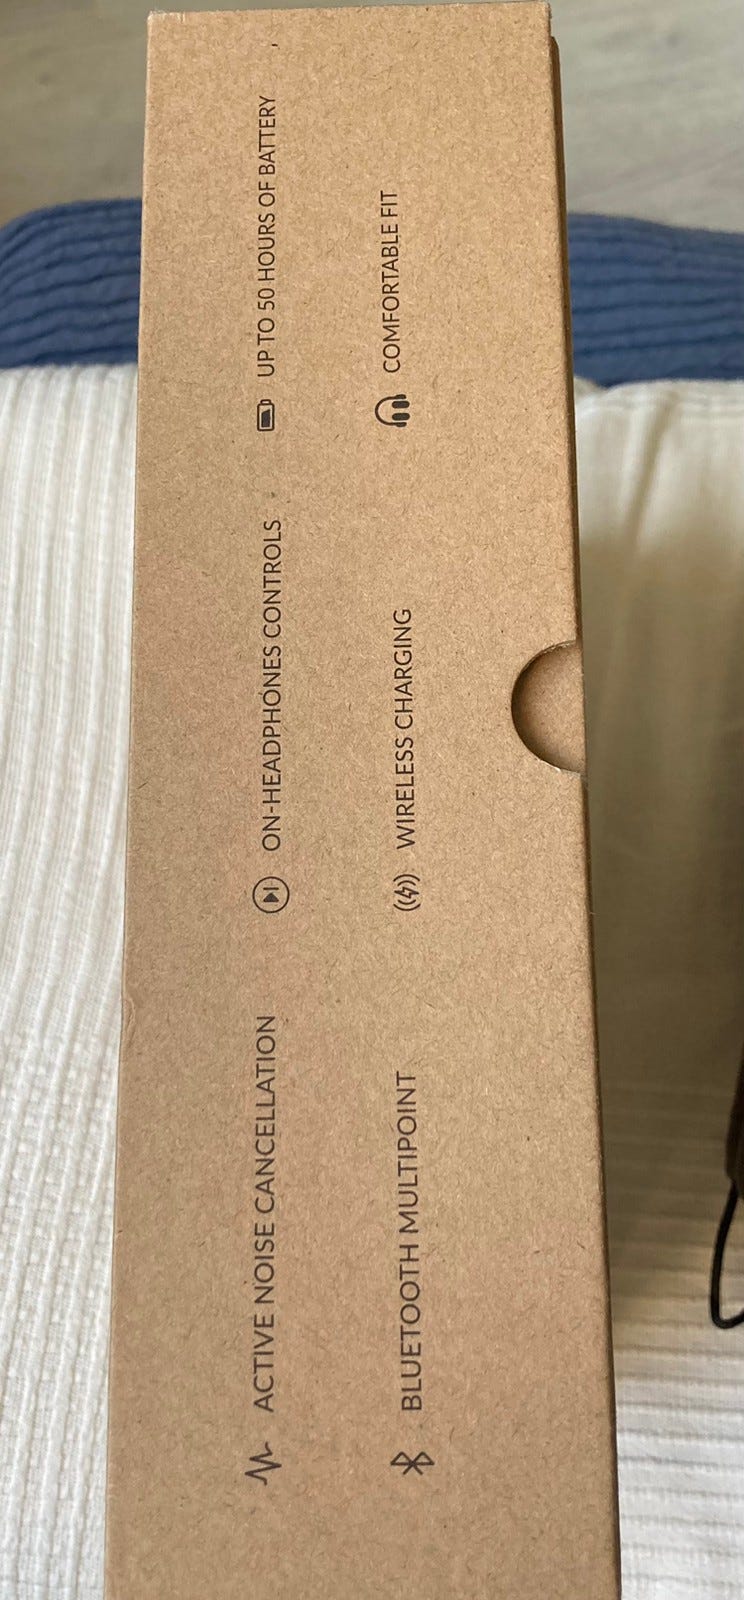 ACTIVE NOISE CANCELLATION
ON-HEADPHONES CONTROLS
UP TO 50 HOURS OF BATTERY
BLUETOOTH MULTIPOINT
WIRELESS CHARGING
COMFORTABLE FIT